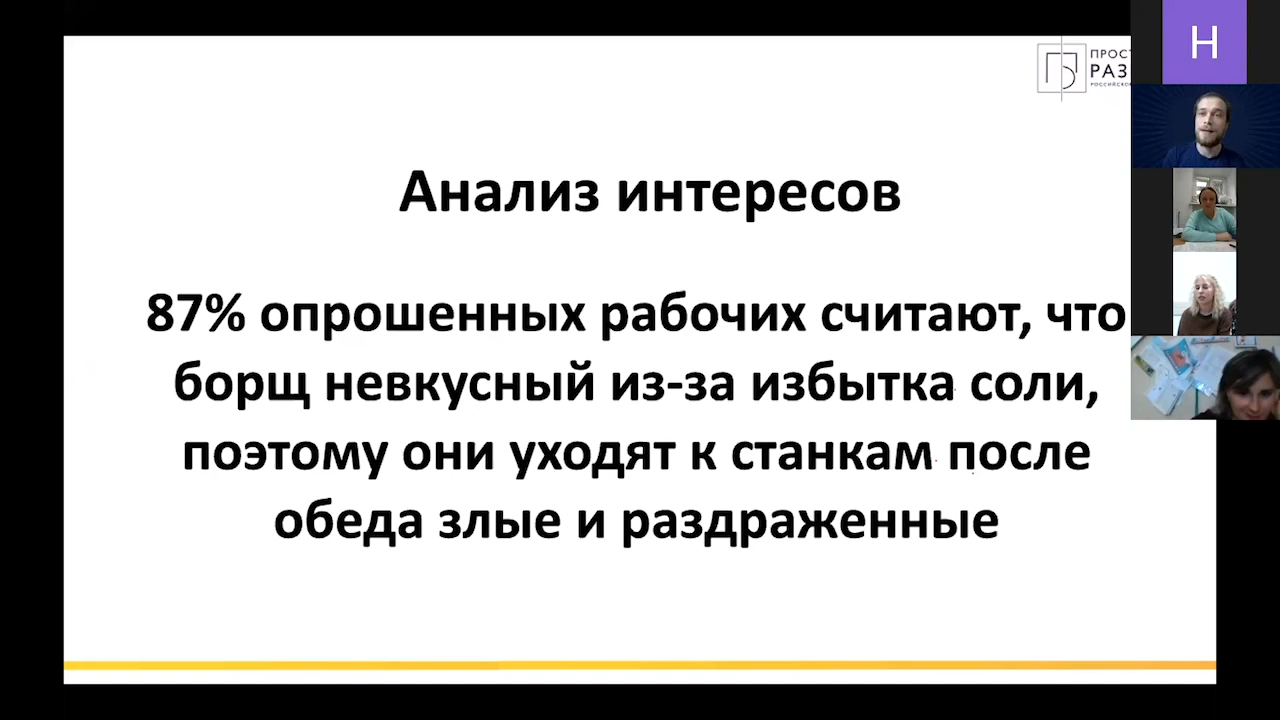 ПРОСТ
РАЗ
РОССИЙСКО
Н
Анализ интересов
87% опрошенных рабочих считают, что
борщ невкусный из-за избытка соли,
поэтому они уходят к станкам после
обеда злые и раздраженные